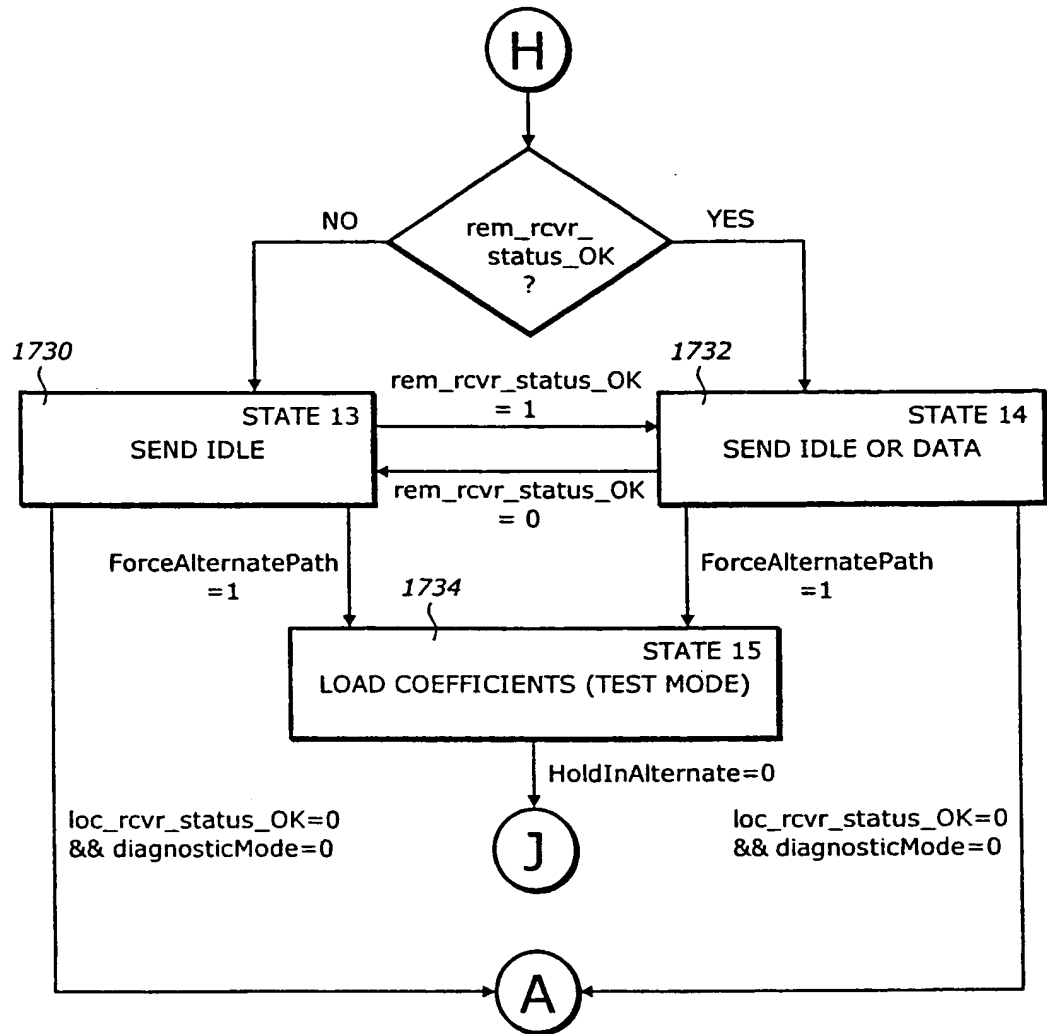 H
NO
YES
rem_rcvr_
status_OK
?
1730
1732
rem_rcvr_status_OK
= 1
STATE 13
SEND IDLE
STATE 14
SEND IDLE OR DATA
rem_rcvr_status_OK
= 0
ForceAlternatePath
=1
ForceAlternatePath
=1
1734
STATE 15
LOAD COEFFICIENTS (TEST MODE)
HoldInAlternate=0
loc_rcvr_status_OK=0
&& diagnosticMode=0
J
loc_rcvr_status_OK=0
&& diagnosticMode=0
A